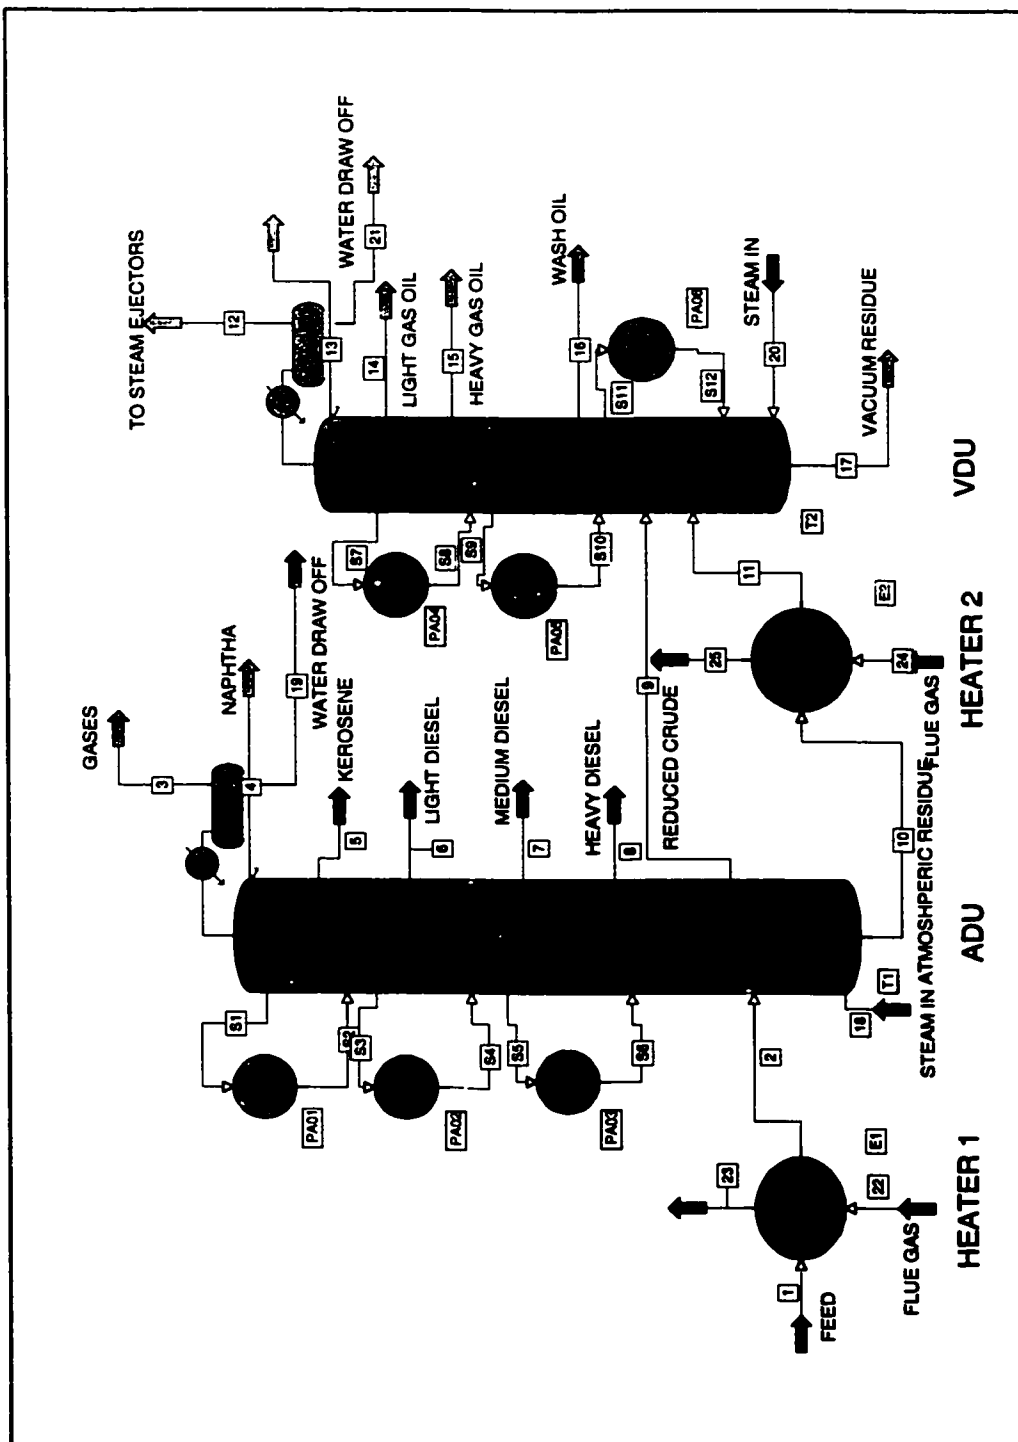 TO STEAM EJECTORS
12
WATER DRAW OFF
21
13
14
LIGHT GAS OIL
15
HEAVY GAS OIL
16
WASH OIL
S11
PA06
S12
STEAM IN
20
VACUUM RESIDUE
17
VDU
T2
S7
PA04
S8
S9
PA05
S10
11
E2
HEATER 2
25
24
FLUE GAS
GASES
3
NAPHTHA
4
19
WATER DRAW OFF
KEROSENE
5
LIGHT DIESEL
6
MEDIUM DIESEL
7
HEAVY DIESEL
8
REDUCED CRUDE
9
10
STEAM IN ATMOSHPERIC RESIDUE
ADU
T1
18
S1
PA01
S2
S3
PA02
S4
S5
PA03
S6
2
E1
HEATER 1
23
22
FLUE GAS
1
FEED